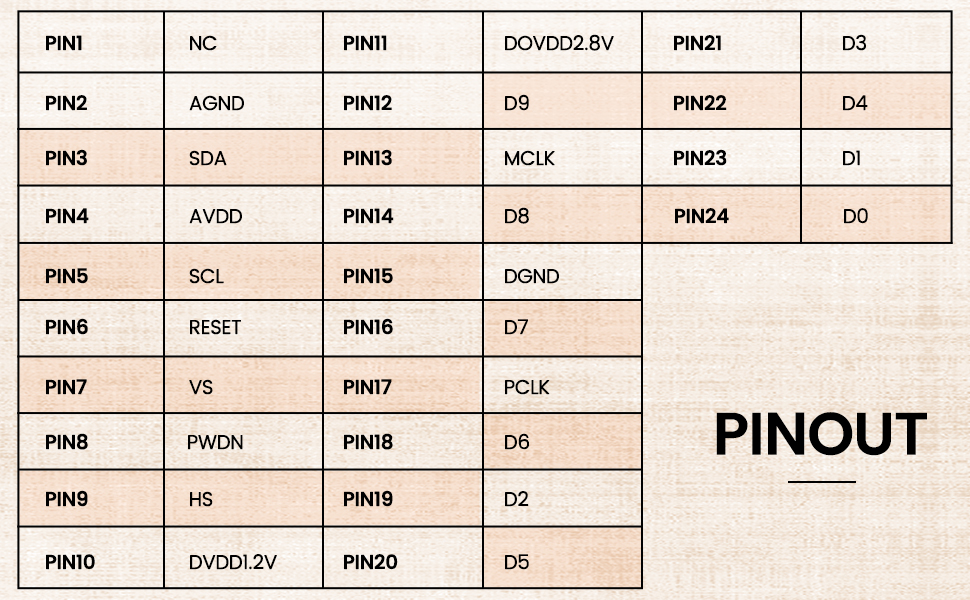 PIN1 NC PIN11 DOVDD2.8V PIN21 D3
PIN2 AGND PIN12 D9 PIN22 D4
PIN3 SDA PIN13 MCLK PIN23 D1
PIN4 AVDD PIN14 D8 PIN24 D0
PIN5 SCL PIN15 DGND
PIN6 RESET PIN16 D7
PIN7 VS PIN17 PCLK
PIN8 PWDN PIN18 D6
PIN9 HS PIN19 D2
PIN10 DVDD1.2V PIN20 D5
PINOUT